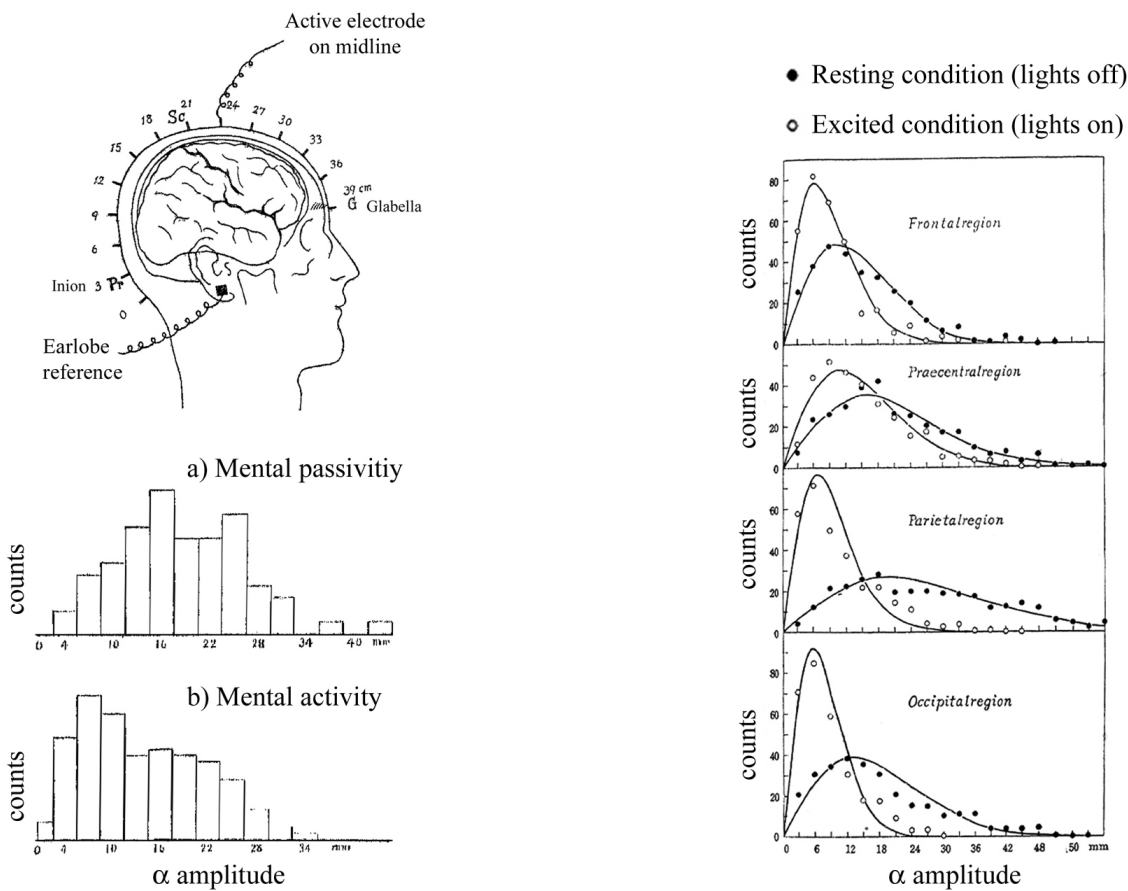 Active electrode
on midline
0
3
6
9
12
15
18
21
24
27
30
33
36
39 cm
Sc
G
Glabella
Inion
Pr
Earlobe
reference
a) Mental passivitiy
counts
0 4 10 16 22 28 34 40 mm
b) Mental activity
counts
0 4 10 16 22 28 34 mm
α amplitude
Resting condition (lights off)
Excited condition (lights on)
Frontalregion
counts
80
60
40
20
0
Praecentralregion
counts
40
20
0
Parietalregion
counts
60
40
20
0
Occipitalregion
counts
80
60
40
20
0
0 6 12 18 24 30 36 42 48 50 mm
α amplitude